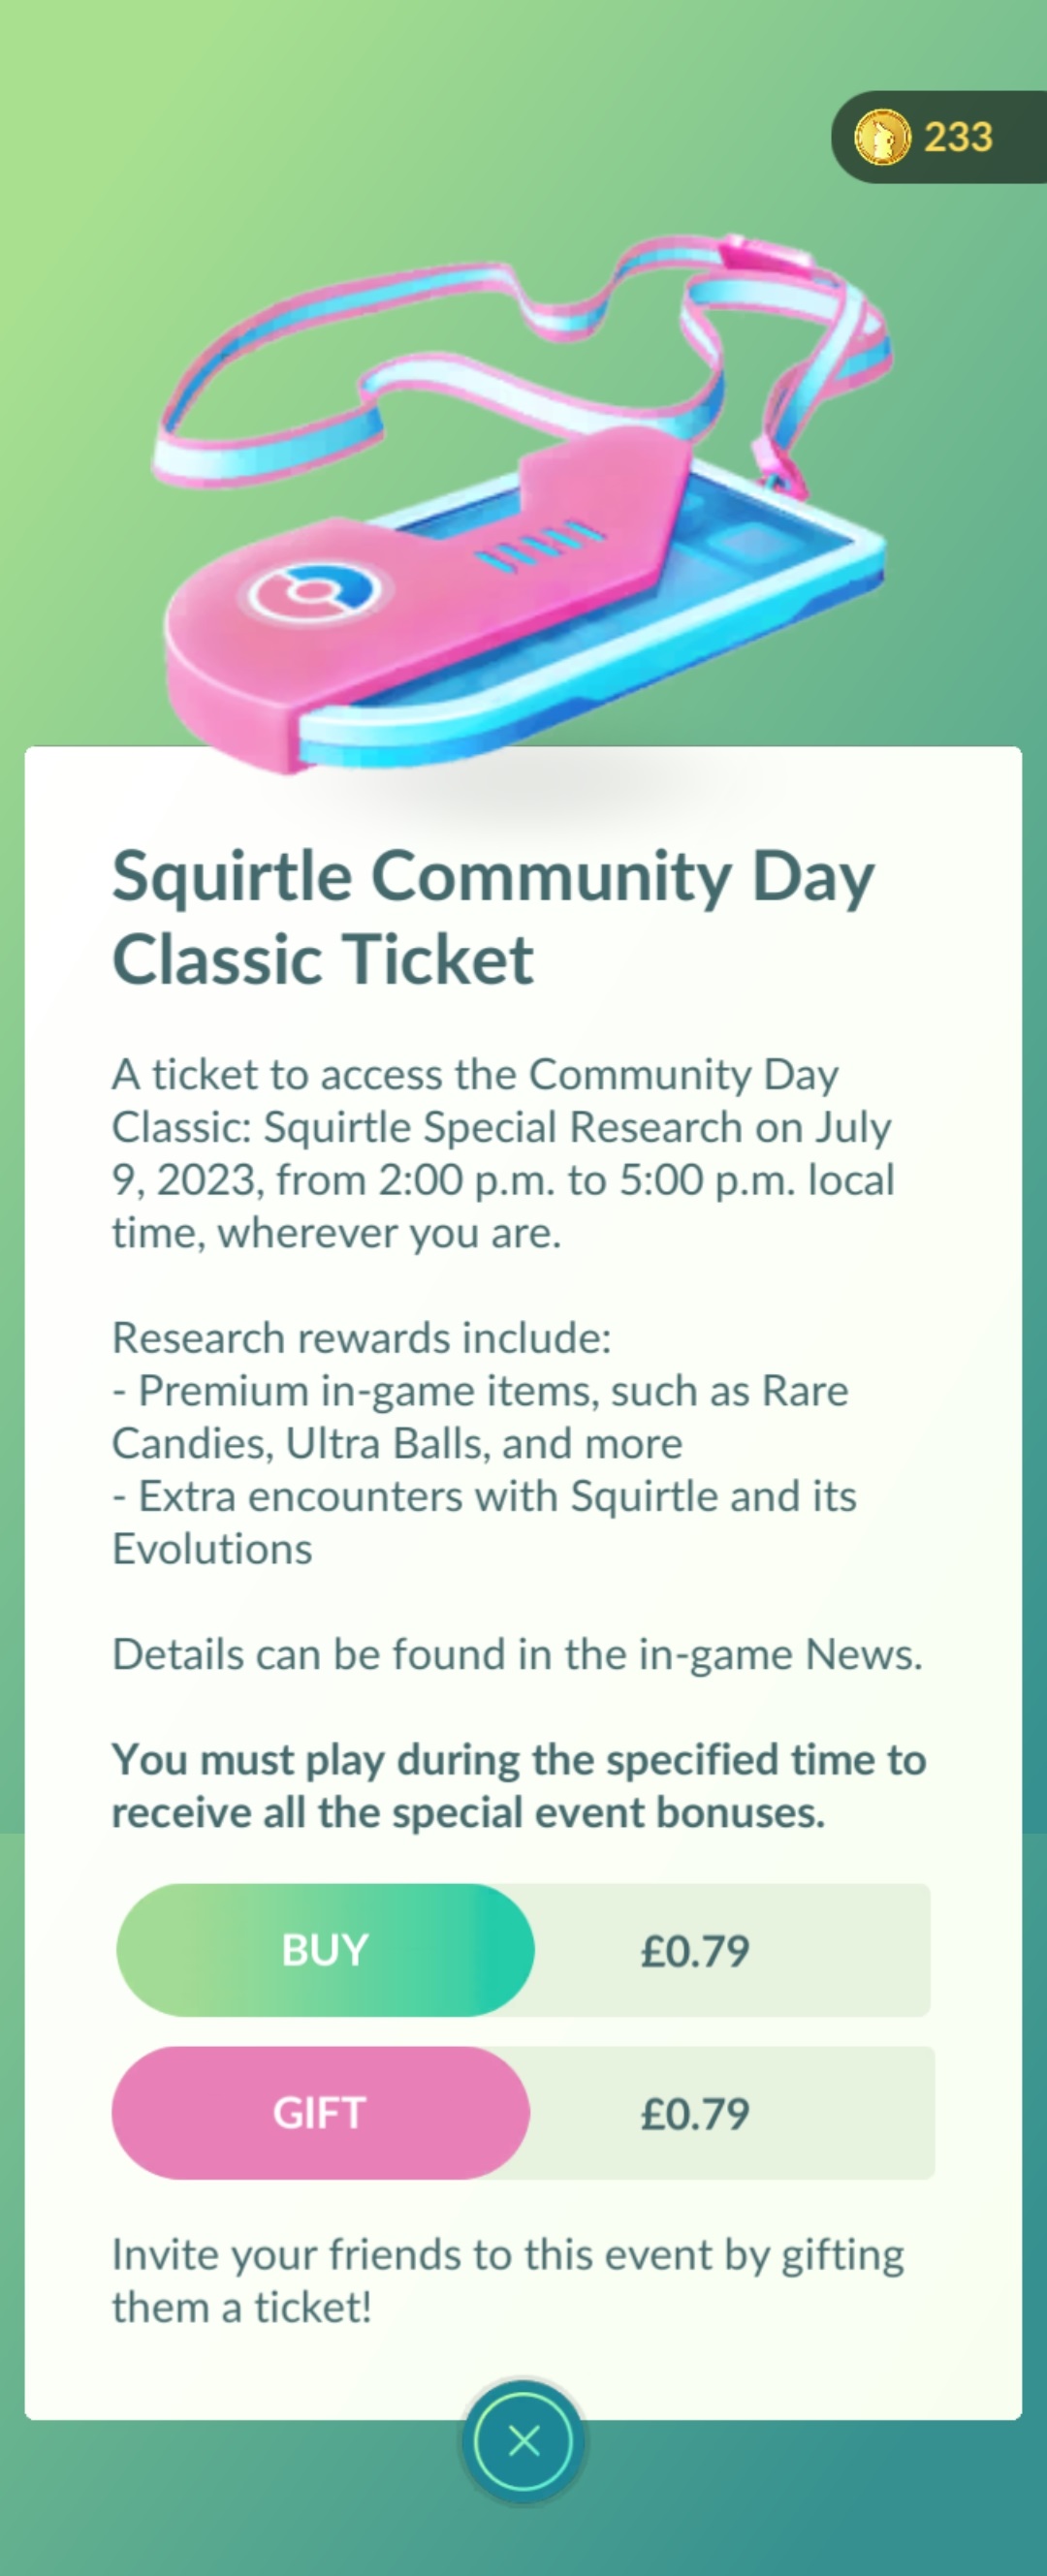 233
Squirtle Community Day
Classic Ticket
A ticket to access the Community Day
Classic: Squirtle Special Research on July
9, 2023, from 2:00 p.m. to 5:00 p.m. local
time, wherever you are.
Research rewards include:
- Premium in-game items, such as Rare
Candies, Ultra Balls, and more
- Extra encounters with Squirtle and its
Evolutions
Details can be found in the in-game News.
You must play during the specified time to
receive all the special event bonuses.
BUY £0.79
GIFT £0.79
Invite your friends to this event by gifting
them a ticket!